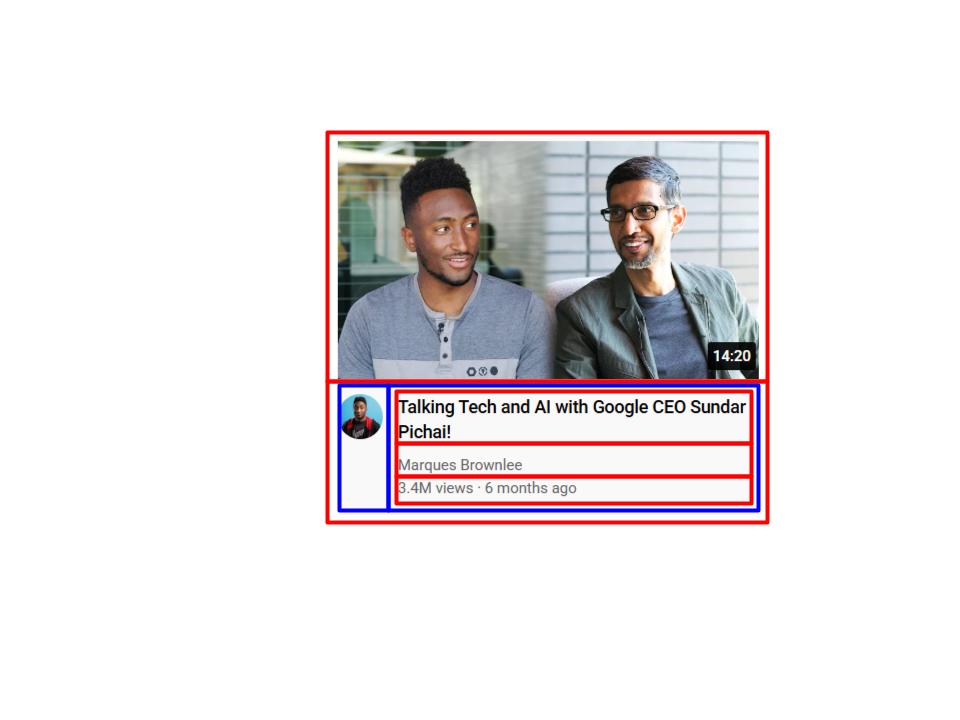 14:20
Talking Tech and AI with Google CEO Sundar
Pichai!
Marques Brownlee
3.4M views · 6 months ago